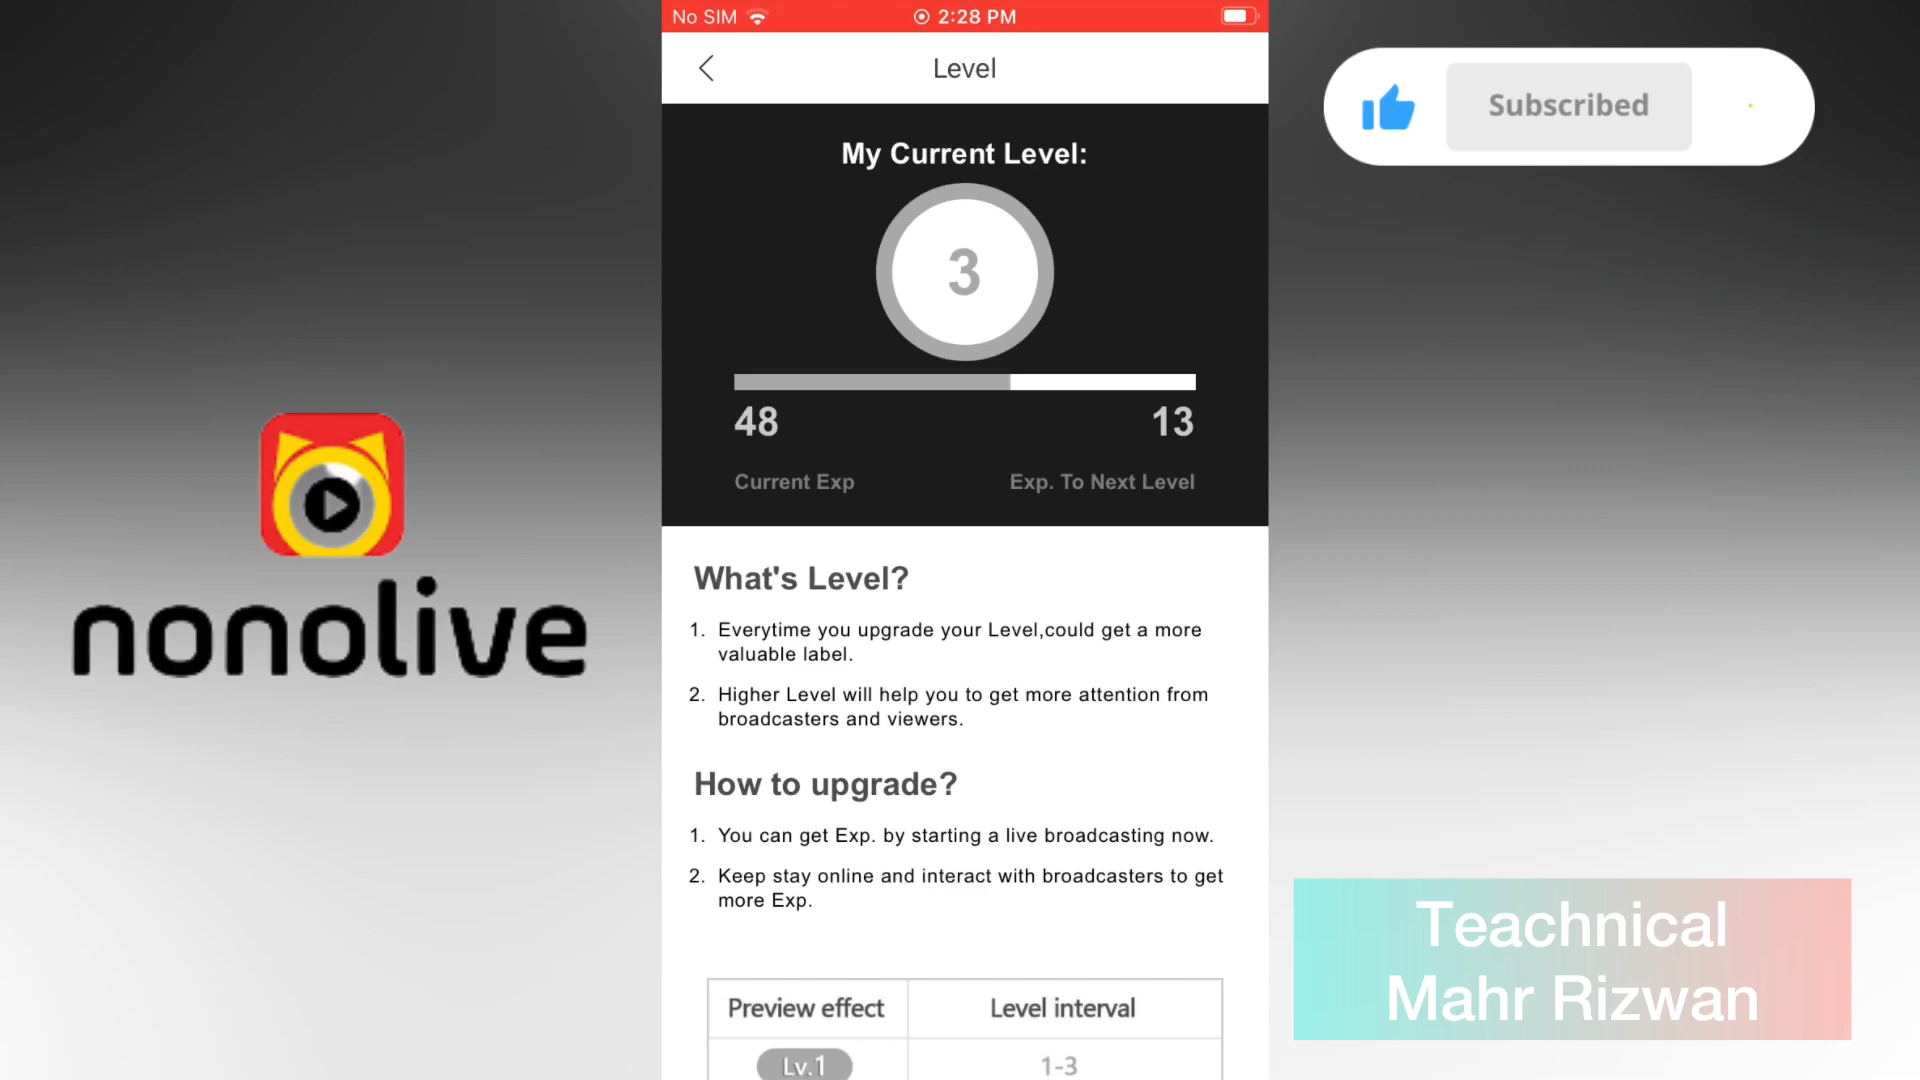 No SIM 2:28 PM
Level
Subscribed
My Current Level:
3
48 13
Current Exp Exp. To Next Level
nonolive
What's Level?
1. Everytime you upgrade your Level,could get a more
valuable label.
2. Higher Level will help you to get more attention from
broadcasters and viewers.
How to upgrade?
1. You can get Exp. by starting a live broadcasting now.
2. Keep stay online and interact with broadcasters to get
more Exp.
Preview effect Level interval
Lv.1 1-3
Teachnical
Mahr Rizwan